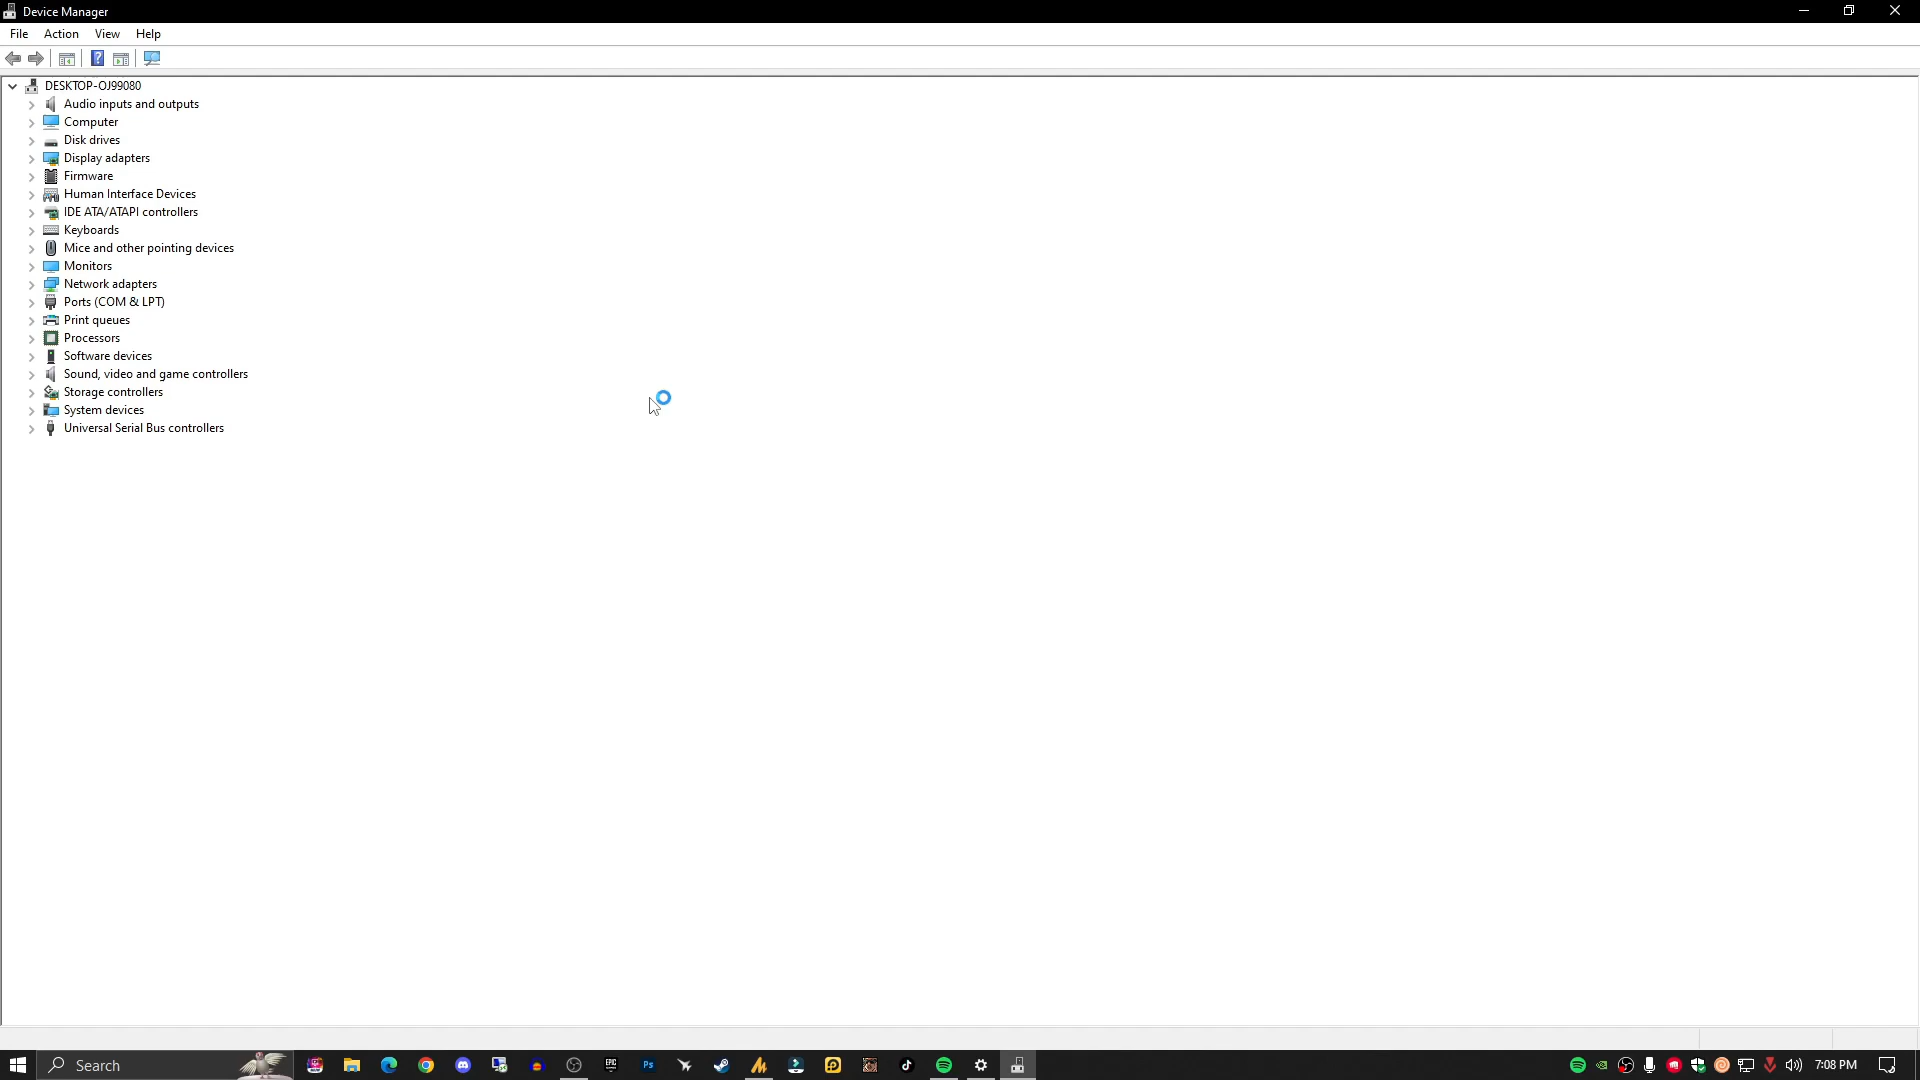 Device Manager
File Action View Help
DESKTOP-OJ99080
Audio inputs and outputs
Computer
Disk drives
Display adapters
Firmware
Human Interface Devices
IDE ATA/ATAPI controllers
Keyboards
Mice and other pointing devices
Monitors
Network adapters
Ports (COM & LPT)
Print queues
Processors
Software devices
Sound, video and game controllers
Storage controllers
System devices
Universal Serial Bus controllers
Search EPIC Ps 7:08 PM